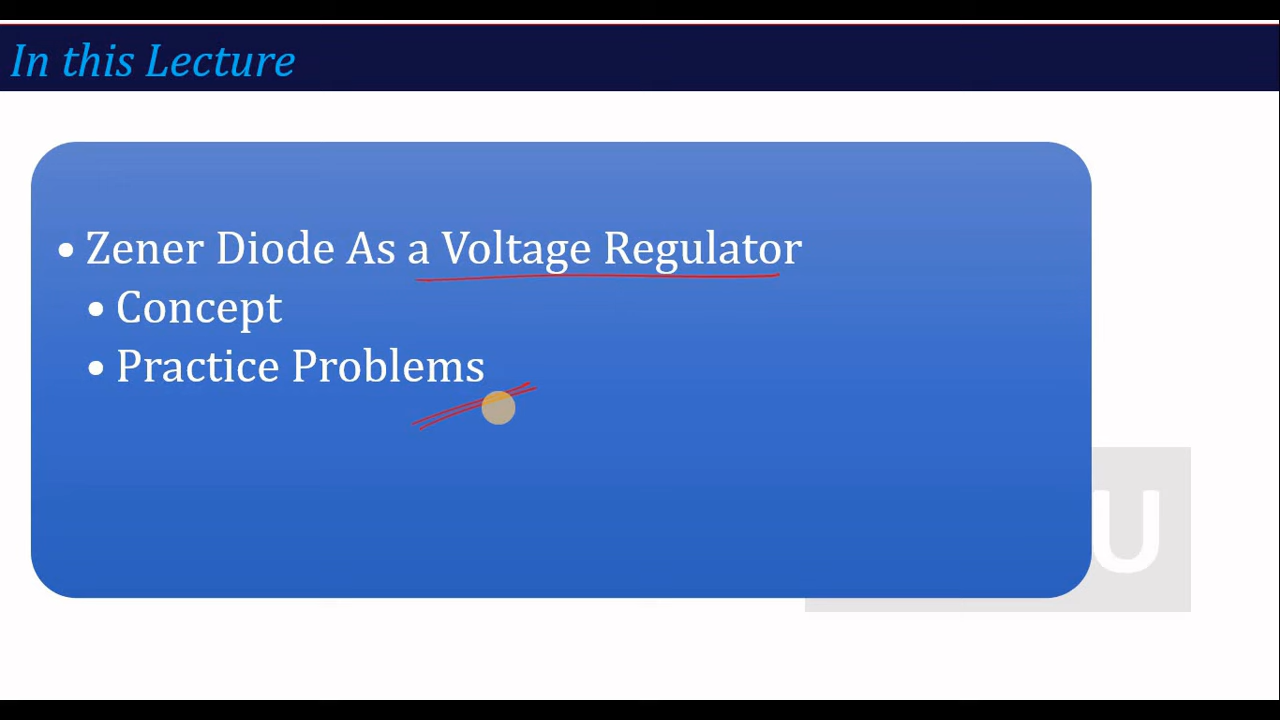 In this Lecture
• Zener Diode As a Voltage Regulator
• Concept
• Practice Problems
U